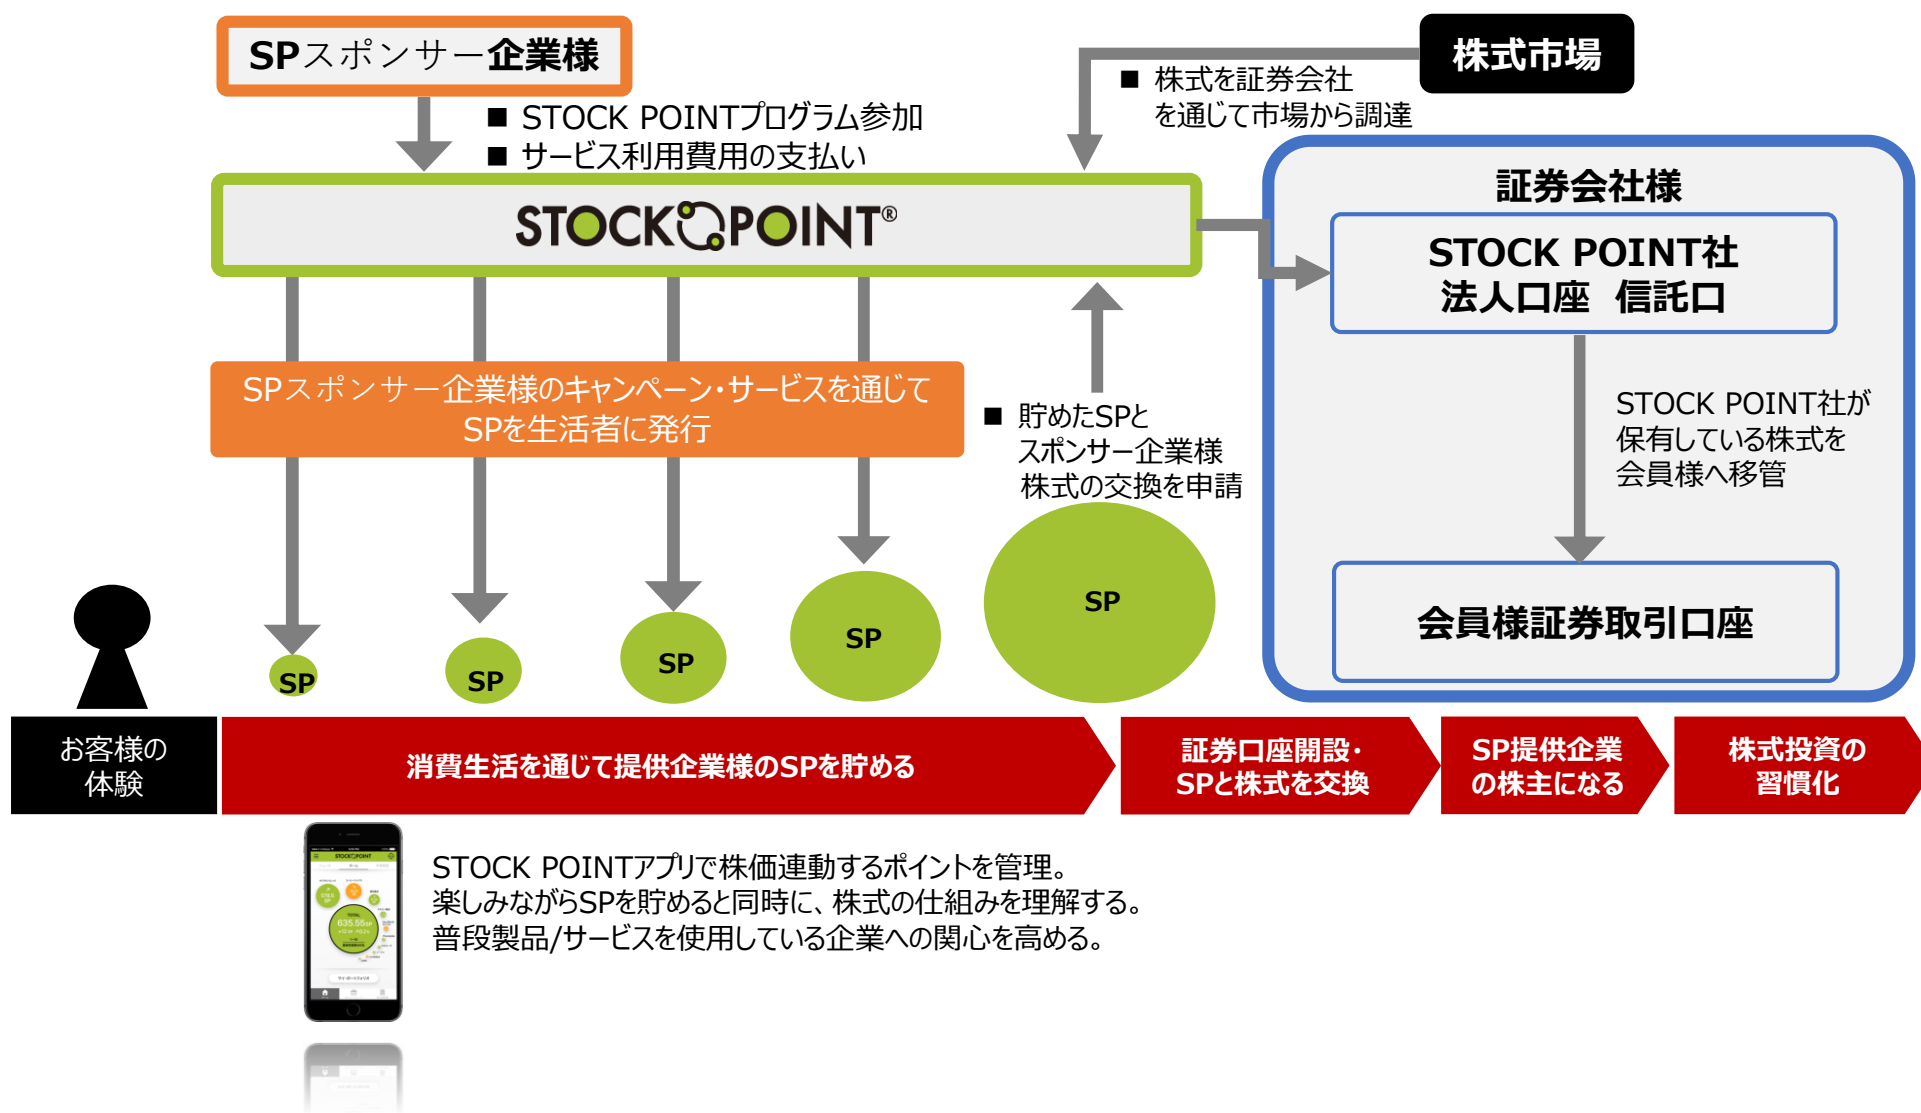 SPスポンサー企業様
株式市場
■ 株式を証券会社
を通じて市場から調達
■ STOCK POINTプログラム参加
■ サービス利用費用の支払い
STOCK POINT®
証券会社様
STOCK POINT社
法人口座 信託口
SPスポンサー企業様のキャンペーン・サービスを通じて
SPを生活者に発行
■ 貯めたSPと
スポンサー企業様
株式の交換を申請
STOCK POINT社が
保有している株式を
会員様へ移管
会員様証券取引口座
SP
SP
SP
SP
SP
お客様の
体験
消費生活を通じて提供企業様のSPを貯める
証券口座開設・
SPと株式を交換
SP提供企業
の株主になる
株式投資の
習慣化
STOCK POINTアプリで株価連動するポイントを管理。
楽しみながらSPを貯めると同時に、株式の仕組みを理解する。
普段製品/サービスを使用している企業への関心を高める。
STOCK POINT
TOTAL
635.55